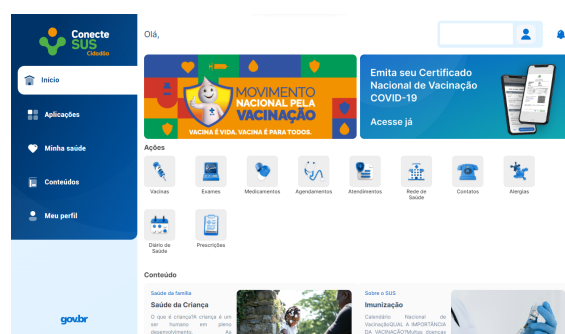 Conecte
SUS
Cidadão
Início
Aplicações
Minha saúde
Conteúdos
Meu perfil
gov.br
Olá,
MOVIMENTO
NACIONAL PELA
VACINAÇÃO
VACINA É VIDA. VACINA É PARA TODOS.
Emita seu Certificado
Nacional de Vacinação
COVID-19
Acesse já
Ações
Vacinas
Exames
Medicamentos
Agendamentos
Atendimentos
Rede de
Saúde
Contatos
Alergias
Diário de
Saúde
Prescrições
Conteúdo
Saúde da família
Saúde da Criança
O que é criança?A criança é um
ser humano em pleno
desenvolvimento. As
Sobre o SUS
Imunização
Calendário Nacional de
VacinaçãoQUAL A IMPORTÂNCIA
DA VACINAÇÃO?Muitas doenças